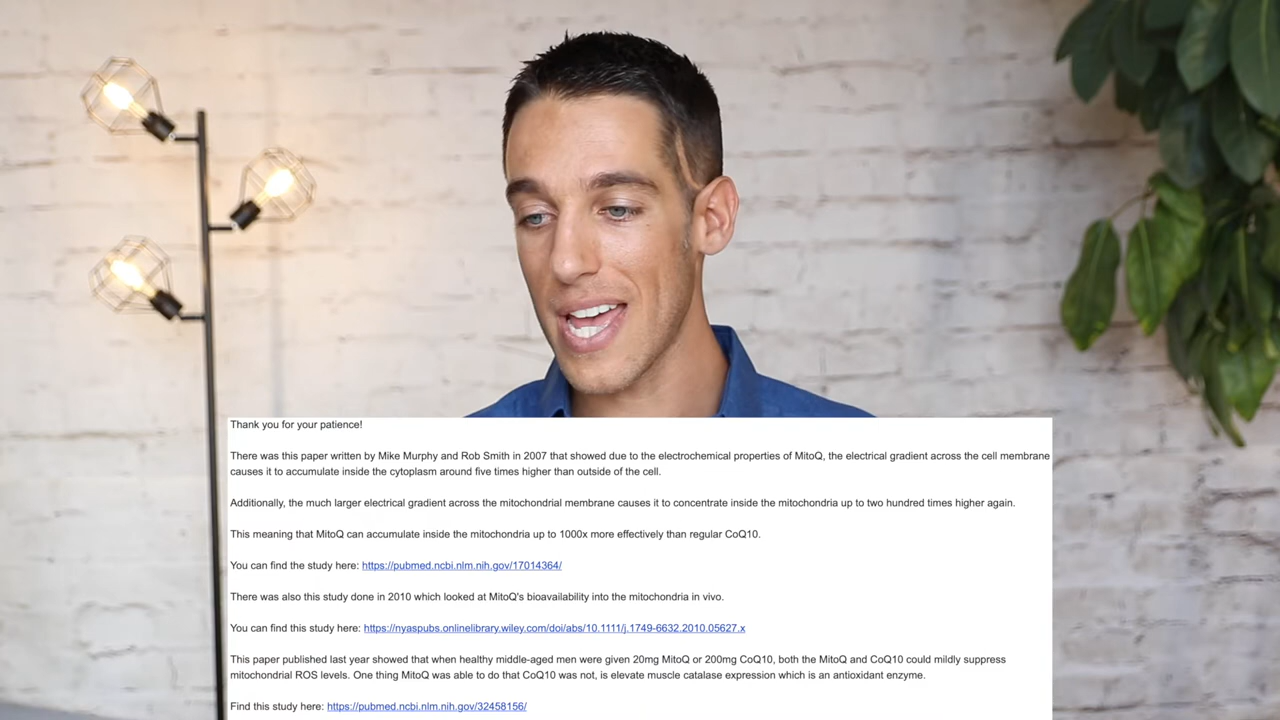 Thank you for your patience!
There was this paper written by Mike Murphy and Rob Smith in 2007 that showed due to the electrochemical properties of MitoQ, the electrical gradient across the cell membrane
causes it to accumulate inside the cytoplasm around five times higher than outside of the cell.
Additionally, the much larger electrical gradient across the mitochondrial membrane causes it to concentrate inside the mitochondria up to two hundred times higher again.
This meaning that MitoQ can accumulate inside the mitochondria up to 1000x more effectively than regular CoQ10.
You can find the study here: https://pubmed.ncbi.nlm.nih.gov/17014364/
There was also this study done in 2010 which looked at MitoQ's bioavailability into the mitochondria in vivo.
You can find this study here: https://nyaspubs.onlinelibrary.wiley.com/doi/abs/10.1111/j.1749-6632.2010.05627.x
This paper published last year showed that when healthy middle-aged men were given 20mg MitoQ or 200mg CoQ10, both the MitoQ and CoQ10 could mildly suppress
mitochondrial ROS levels. One thing MitoQ was able to do that CoQ10 was not, is elevate muscle catalase expression which is an antioxidant enzyme.
Find this study here: https://pubmed.ncbi.nlm.nih.gov/32458156/